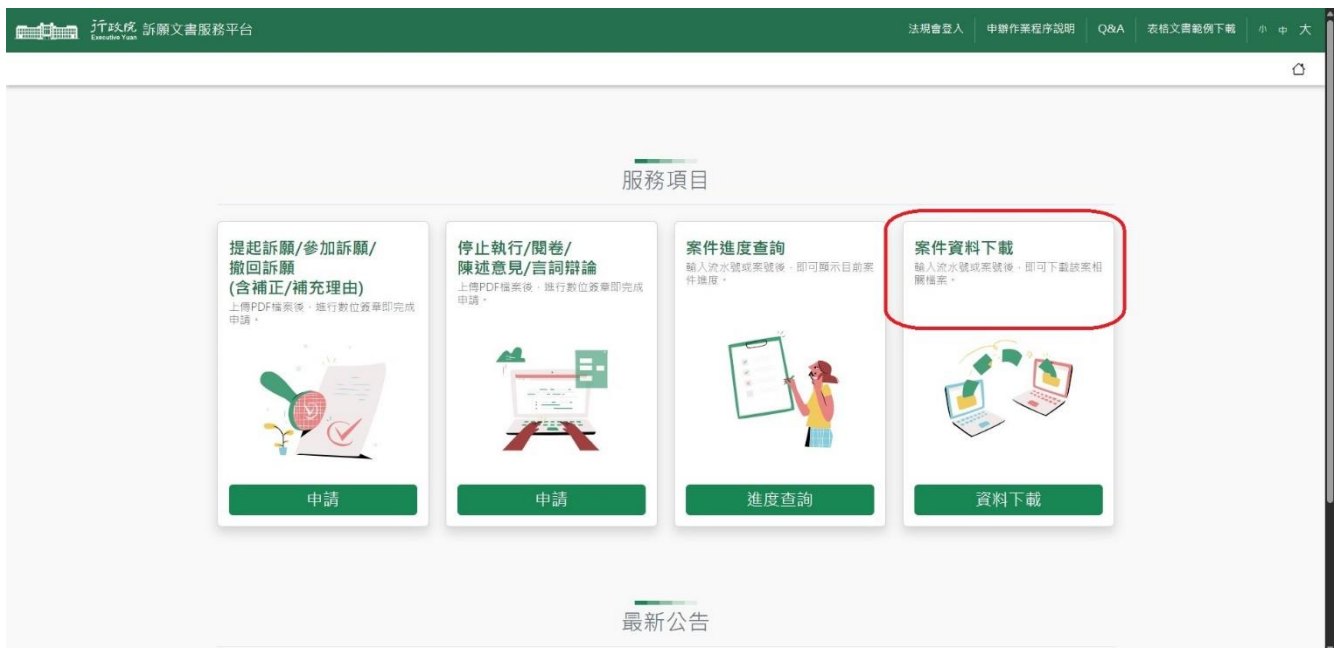 行政院 訴願文書服務平台
Executive Yuan
法規會登入
申辦作業程序說明
Q&A
表格文書範例下載
小 中 大
服務項目
提起訴願/參加訴願/
撤回訴願
(含補正/補充理由)
上傳PDF檔案後，進行數位簽章即完成
申請。
申請
停止執行/閱卷/
陳述意見/言詞辯論
上傳PDF檔案後，進行數位簽章即完成
申請。
申請
案件進度查詢
輸入流水號或案號後，即可顯示目前案
件進度。
進度查詢
案件資料下載
輸入流水號或案號後，即可下載該案相
關檔案。
資料下載
最新公告